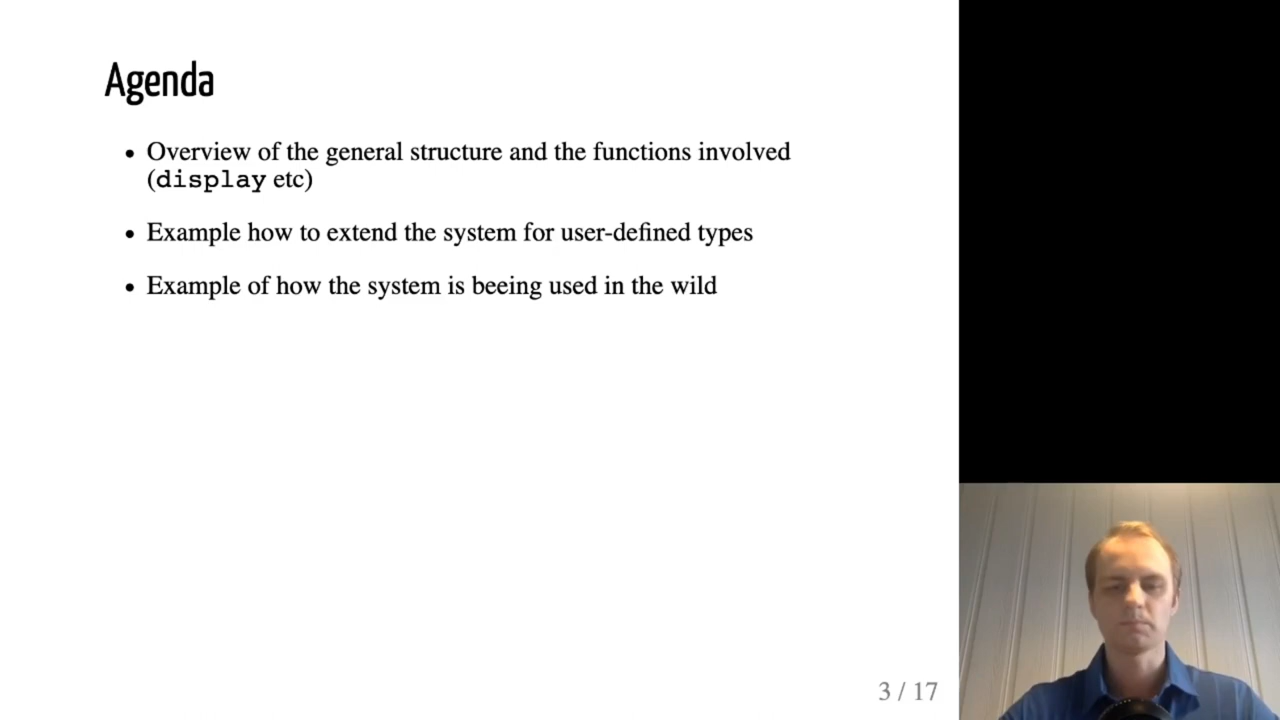 Agenda
• Overview of the general structure and the functions involved
(display etc)
• Example how to extend the system for user-defined types
• Example of how the system is beeing used in the wild
3 / 17